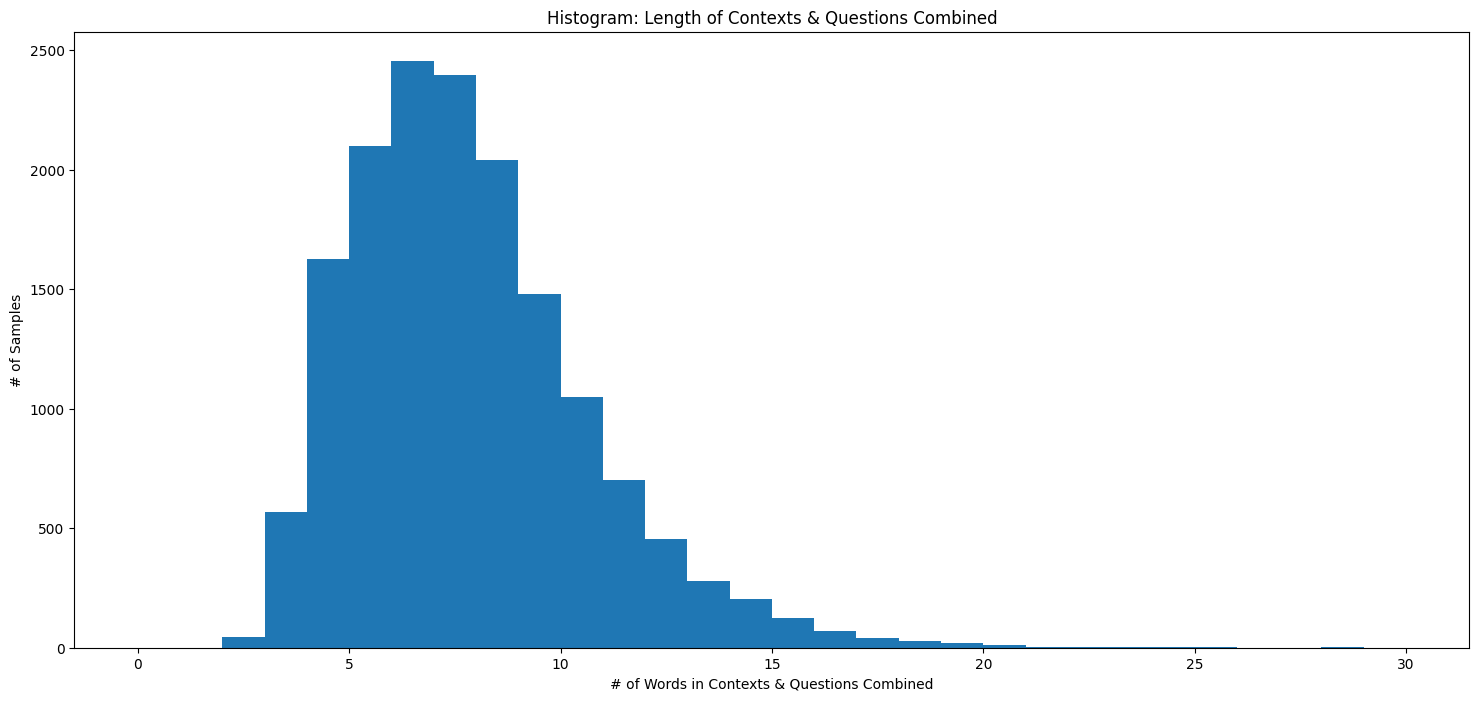 Histogram: Length of Contexts & Questions Combined
2500
2000
1500
1000
500
0
# of Samples
0 5 10 15 20 25 30
# of Words in Contexts & Questions Combined